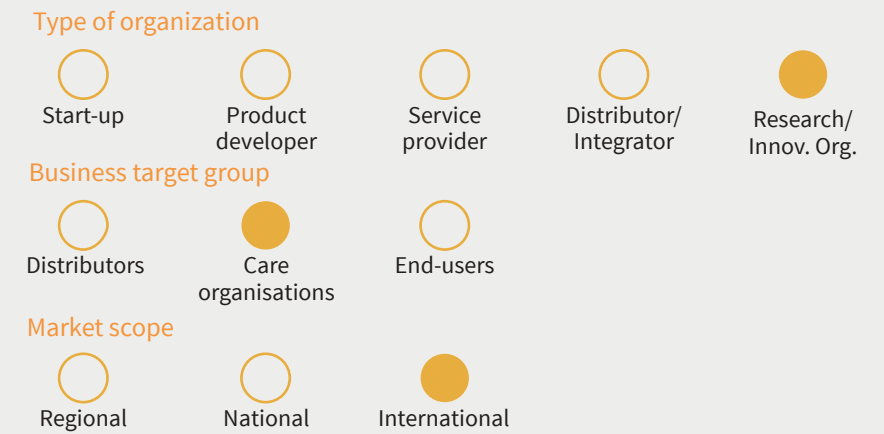 Type of organization
Start-up
Product
developer
Service
provider
Distributor/
Integrator
Research/
Innov. Org.
Business target group
Distributors
Care
organisations
End-users
Market scope
Regional
National
International